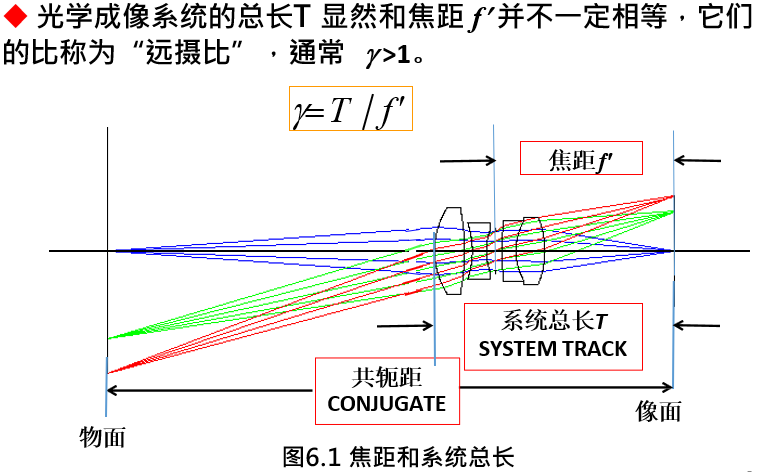 ◆ 光学成像系统的总长T 显然和焦距 f′并不一定相等，它们
的比称为“远摄比”，通常 γ>1。
γ=T / f′
焦距f′
系统总长T
SYSTEM TRACK
共轭距
CONJUGATE
物面
像面
图6.1 焦距和系统总长